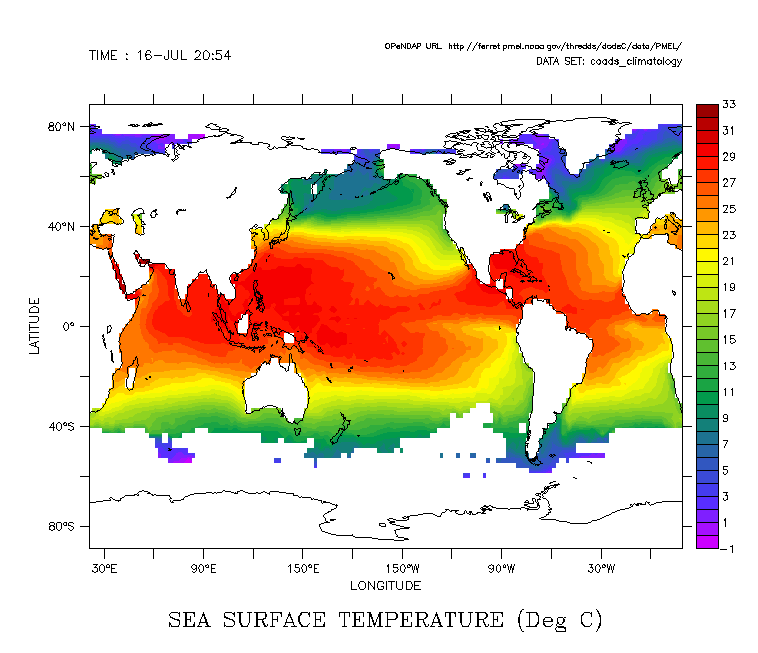 OPeNDAP URL: http://ferret.pmel.noaa.gov/thredds/dodsC/data/PMEL/
TIME : 16-JUL 20:54
DATA SET: coads_climatology
80°N
40°N
0°
40°S
80°S
LATITUDE
30°E 90°E 150°E 150°W 90°W 30°W
LONGITUDE
33
31
29
27
25
23
21
19
17
15
13
11
9
7
5
3
1
-1
SEA SURFACE TEMPERATURE (Deg C)